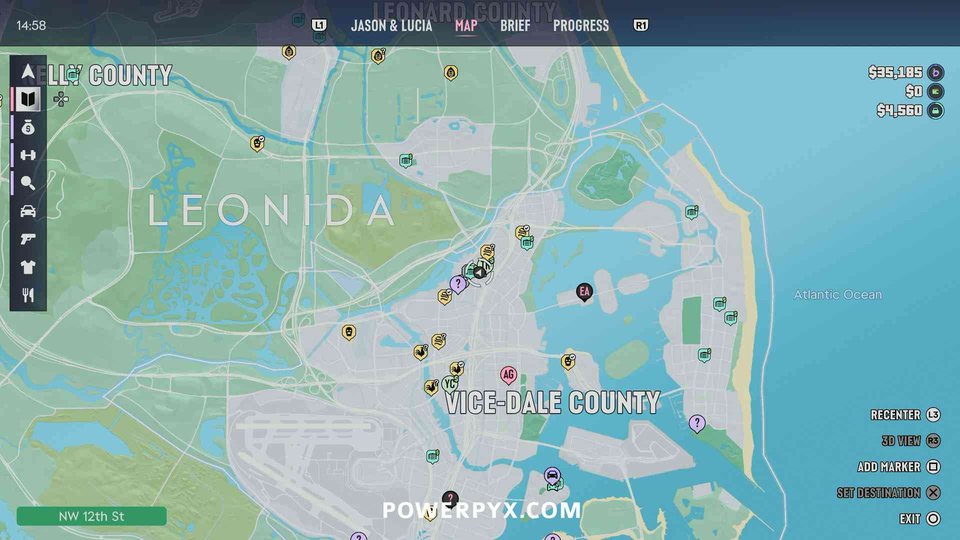 14:58
L1 JASON & LUCIA MAP BRIEF PROGRESS R1
LEONARD COUNTY
KELLY COUNTY
$35,185
$0
$4,560
LEONIDA
?
EA
Atlantic Ocean
AG
YC
VICE-DALE COUNTY
?
?
?
?
RECENTER L3
3D VIEW R3
ADD MARKER
SET DESTINATION
EXIT
NW 12th St
POWERPYX.COM